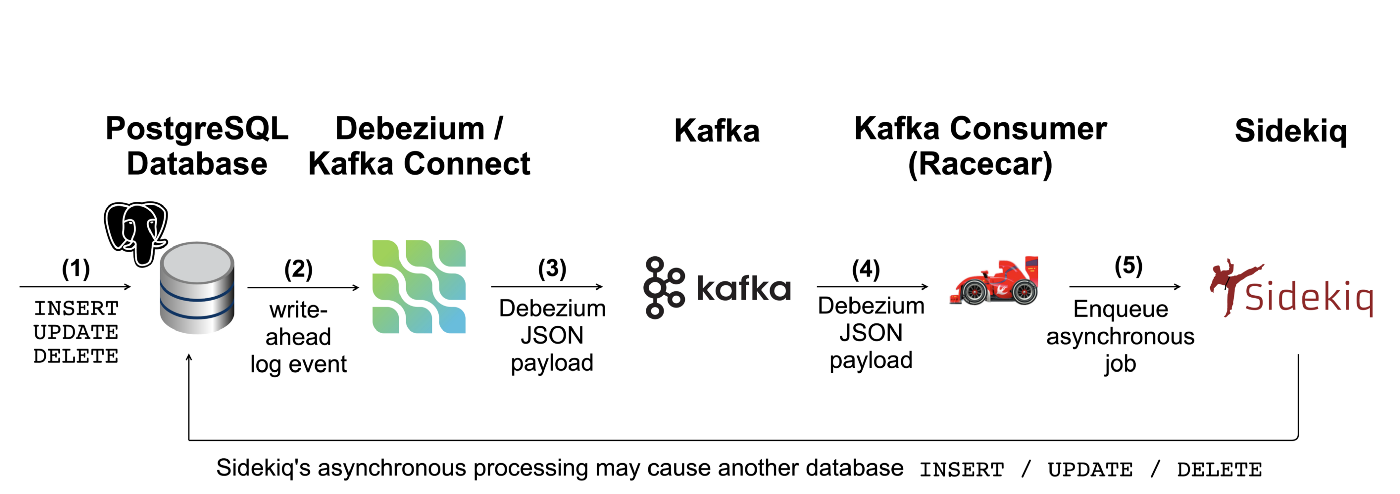 PostgreSQL
Database
Debezium /
Kafka Connect
Kafka
Kafka Consumer
(Racecar)
Sidekiq
(1)
INSERT
UPDATE
DELETE
(2)
write-
ahead
log event
(3)
Debezium
JSON
payload
kafka
(4)
Debezium
JSON
payload
(5)
Enqueue
asynchronous
job
Sidekiq
Sidekiq's asynchronous processing may cause another database INSERT / UPDATE / DELETE